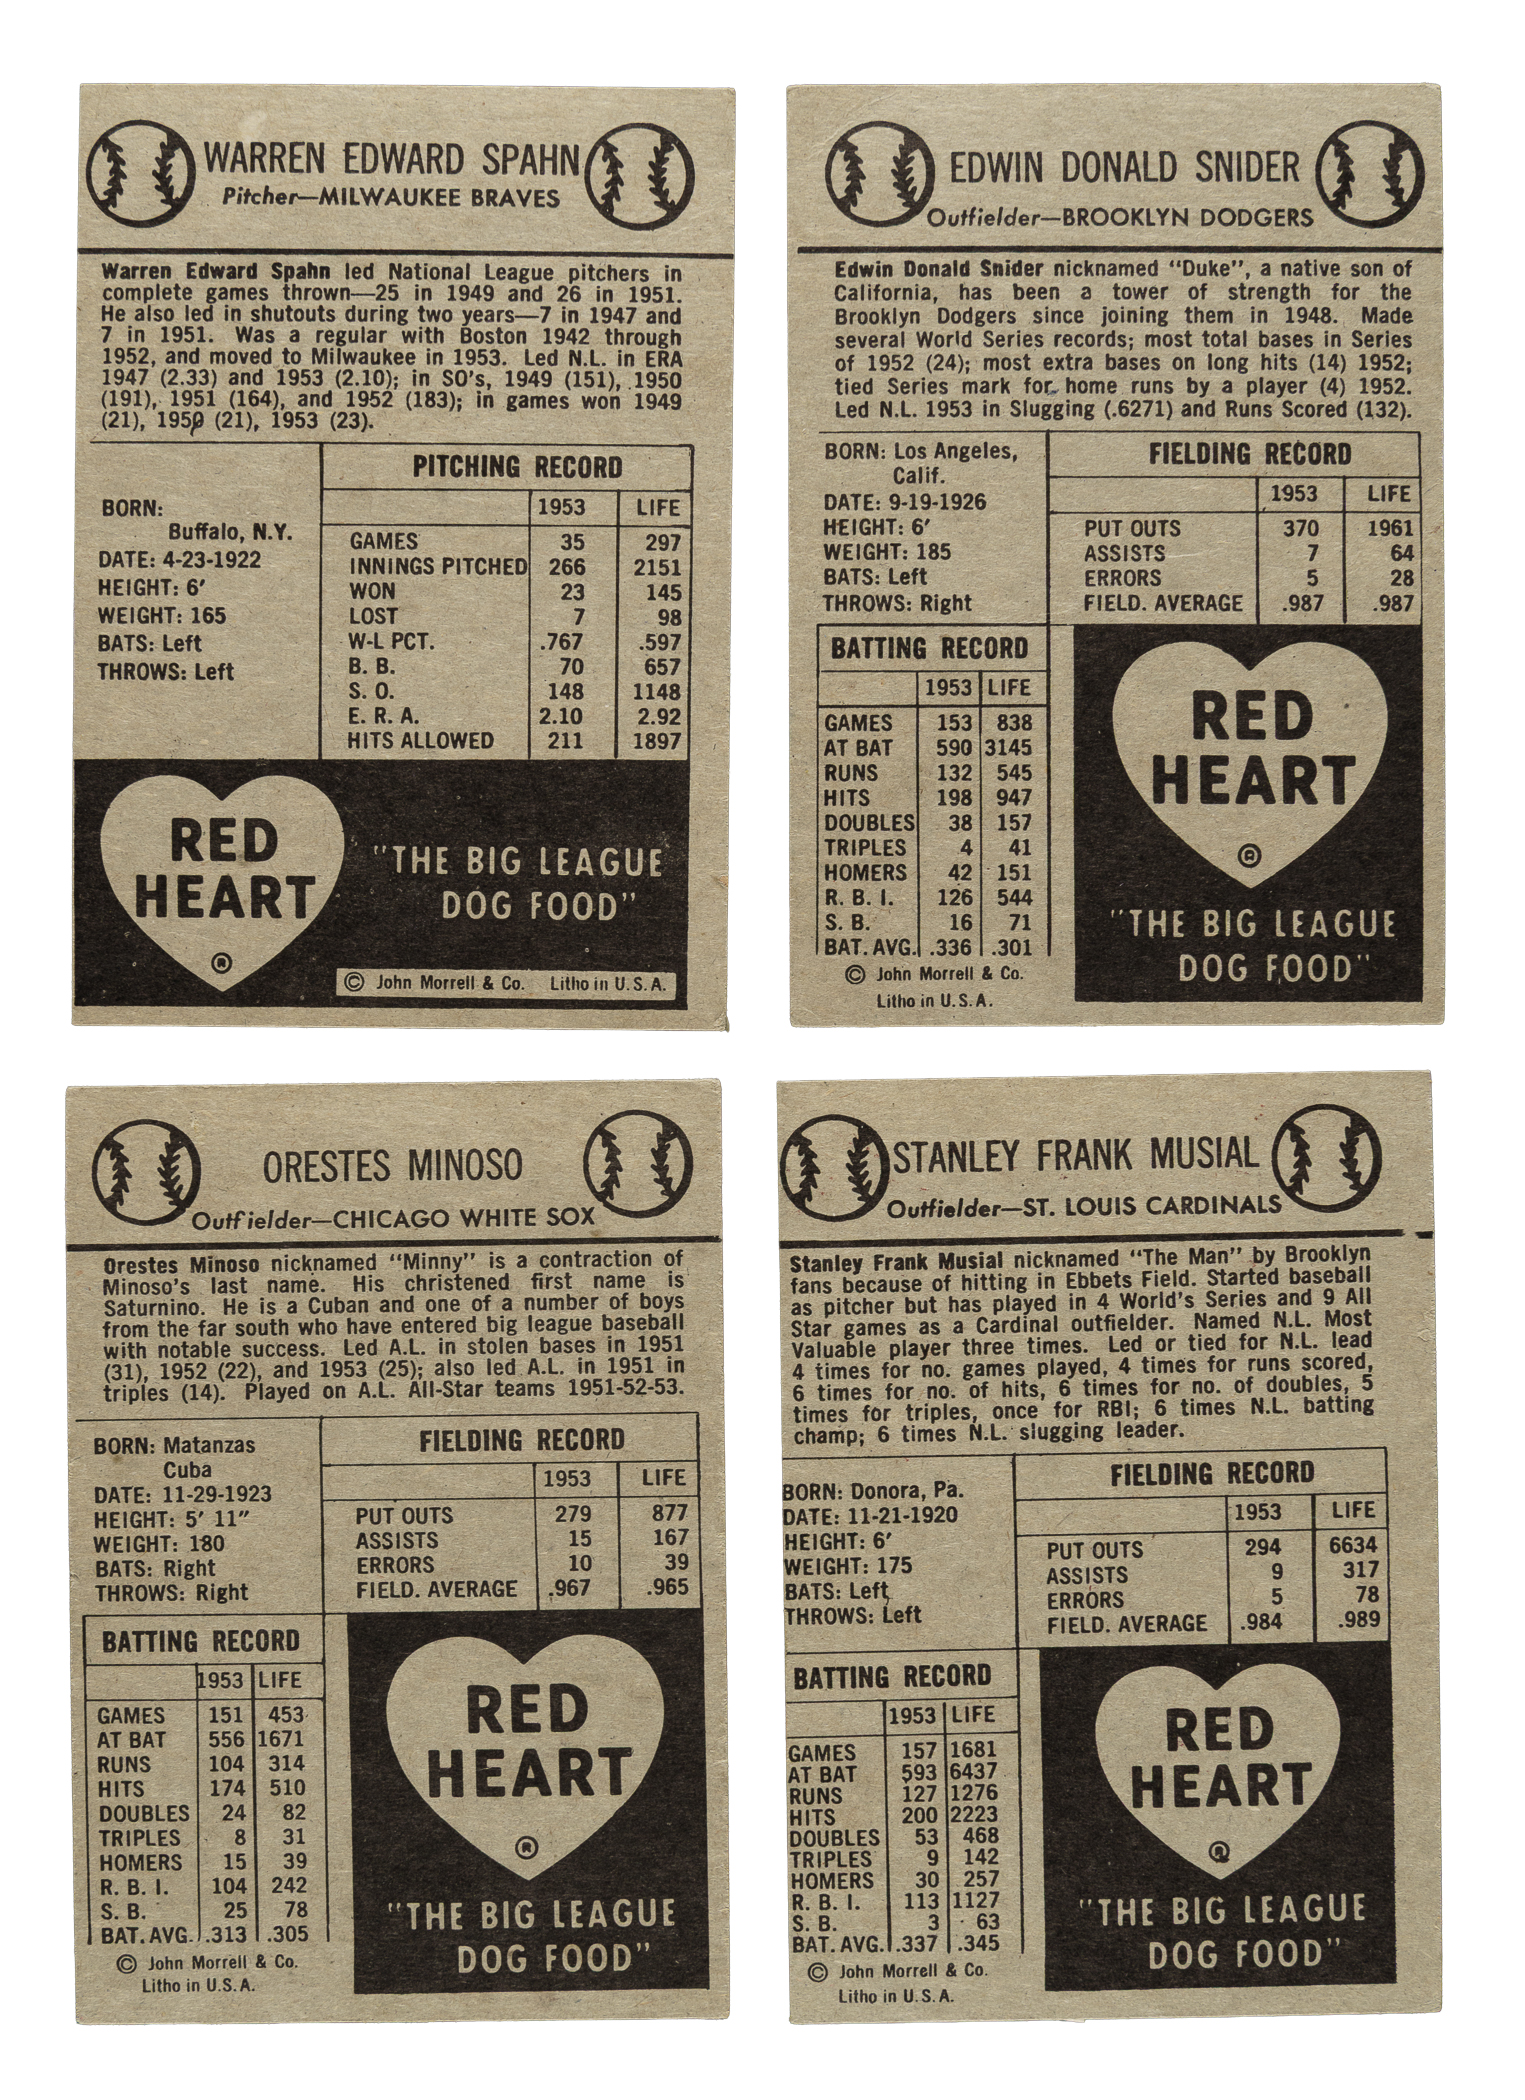 WARREN EDWARD SPAHN
Pitcher—MILWAUKEE BRAVES
Warren Edward Spahn led National League pitchers in
complete games thrown—25 in 1949 and 26 in 1951.
He also led in shutouts during two years—7 in 1947 and
7 in 1951. Was a regular with Boston 1942 through
1952, and moved to Milwaukee in 1953. Led N.L. in ERA
1947 (2.33) and 1953 (2.10); in SO's, 1949 (151), 1950
(191), 1951 (164), and 1952 (183); in games won 1949
(21), 1950 (21), 1953 (23).
BORN:
Buffalo, N.Y.
DATE: 4-23-1922
HEIGHT: 6′
WEIGHT: 165
BATS: Left
THROWS: Left
PITCHING RECORD
1953 LIFE
GAMES 35 297
INNINGS PITCHED 266 2151
WON 23 145
LOST 7 98
W-L PCT. .767 .597
B. B. 70 657
S. O. 148 1148
E. R. A. 2.10 2.92
HITS ALLOWED 211 1897
RED
HEART
®
"THE BIG LEAGUE
DOG FOOD"
© John Morrell & Co. Litho in U.S.A.
EDWIN DONALD SNIDER
Outfielder—BROOKLYN DODGERS
Edwin Donald Snider nicknamed "Duke", a native son of
California, has been a tower of strength for the
Brooklyn Dodgers since joining them in 1948. Made
several World Series records; most total bases in Series
of 1952 (24); most extra bases on long hits (14) 1952;
tied Series mark for home runs by a player (4) 1952.
Led N.L. 1953 in Slugging (.6271) and Runs Scored (132).
BORN: Los Angeles,
Calif.
DATE: 9-19-1926
HEIGHT: 6′
WEIGHT: 185
BATS: Left
THROWS: Right
FIELDING RECORD
1953 LIFE
PUT OUTS 370 1961
ASSISTS 7 64
ERRORS 5 28
FIELD. AVERAGE .987 .987
BATTING RECORD
1953 LIFE
GAMES 153 838
AT BAT 590 3145
RUNS 132 545
HITS 198 947
DOUBLES 38 157
TRIPLES 4 41
HOMERS 42 151
R. B. I. 126 544
S. B. 16 71
BAT. AVG. .336 .301
© John Morrell & Co.
Litho in U.S.A.
RED
HEART
®
"THE BIG LEAGUE
DOG FOOD"
ORESTES MINOSO
Outfielder—CHICAGO WHITE SOX
Orestes Minoso nicknamed "Minny" is a contraction of
Minoso's last name. His christened first name is
Saturnino. He is a Cuban and one of a number of boys
from the far south who have entered big league baseball
with notable success. Led A.L. in stolen bases in 1951
(31), 1952 (22), and 1953 (25); also led A.L. in 1951 in
triples (14). Played on A.L. All-Star teams 1951-52-53.
BORN: Matanzas
Cuba
DATE: 11-29-1923
HEIGHT: 5′ 11″
WEIGHT: 180
BATS: Right
THROWS: Right
FIELDING RECORD
1953 LIFE
PUT OUTS 279 877
ASSISTS 15 167
ERRORS 10 39
FIELD. AVERAGE .967 .965
BATTING RECORD
1953 LIFE
GAMES 151 453
AT BAT 556 1671
RUNS 104 314
HITS 174 510
DOUBLES 24 82
TRIPLES 8 31
HOMERS 15 39
R. B. I. 104 242
S. B. 25 78
BAT. AVG. .313 .305
© John Morrell & Co.
Litho in U.S.A.
RED
HEART
®
"THE BIG LEAGUE
DOG FOOD"
STANLEY FRANK MUSIAL
Outfielder—ST. LOUIS CARDINALS
Stanley Frank Musial nicknamed "The Man" by Brooklyn
fans because of hitting in Ebbets Field. Started baseball
as pitcher but has played in 4 World's Series and 9 All
Star games as a Cardinal outfielder. Named N.L. Most
Valuable player three times. Led or tied for N.L. lead
4 times for no. games played, 4 times for runs scored,
6 times for no. of hits, 6 times for no. of doubles, 5
times for triples, once for RBI; 6 times N.L. batting
champ; 6 times N.L. slugging leader.
BORN: Donora, Pa.
DATE: 11-21-1920
HEIGHT: 6′
WEIGHT: 175
BATS: Left
THROWS: Left
FIELDING RECORD
1953 LIFE
PUT OUTS 294 6634
ASSISTS 9 317
ERRORS 5 78
FIELD. AVERAGE .984 .989
BATTING RECORD
1953 LIFE
GAMES 157 1681
AT BAT 593 6437
RUNS 127 1276
HITS 200 2223
DOUBLES 53 468
TRIPLES 9 142
HOMERS 30 257
R. B. I. 113 1127
S. B. 3 63
BAT. AVG. .337 .345
© John Morrell & Co.
Litho in U.S.A.
RED
HEART
®
"THE BIG LEAGUE
DOG FOOD"